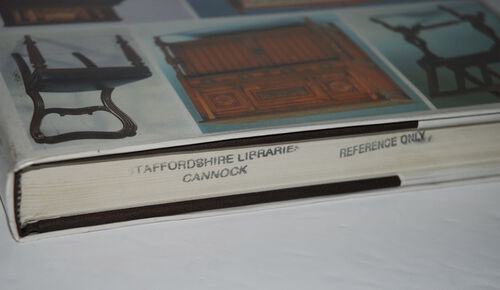 STAFFORDSHIRE LIBRARIES
CANNOCK
REFERENCE ONLY